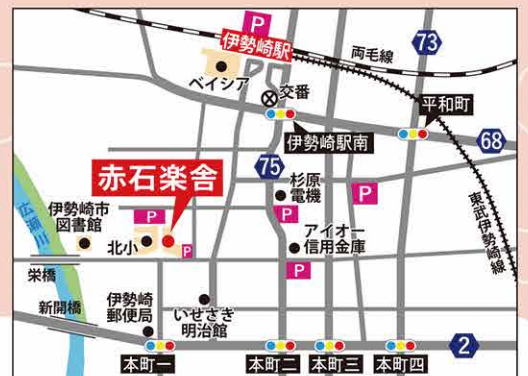 P
伊勢崎駅
両毛線
73
ベイシア
交番
平和町
伊勢崎駅南
68
75
赤石楽舎
杉原
電機
P
P
東武伊勢崎線
広瀬川
伊勢崎市
図書館
P
北小
P
アイオー
信用金庫
P
栄橋
新開橋
伊勢崎
郵便局
いせさき
明治館
本町一
本町二
本町三
本町四
2